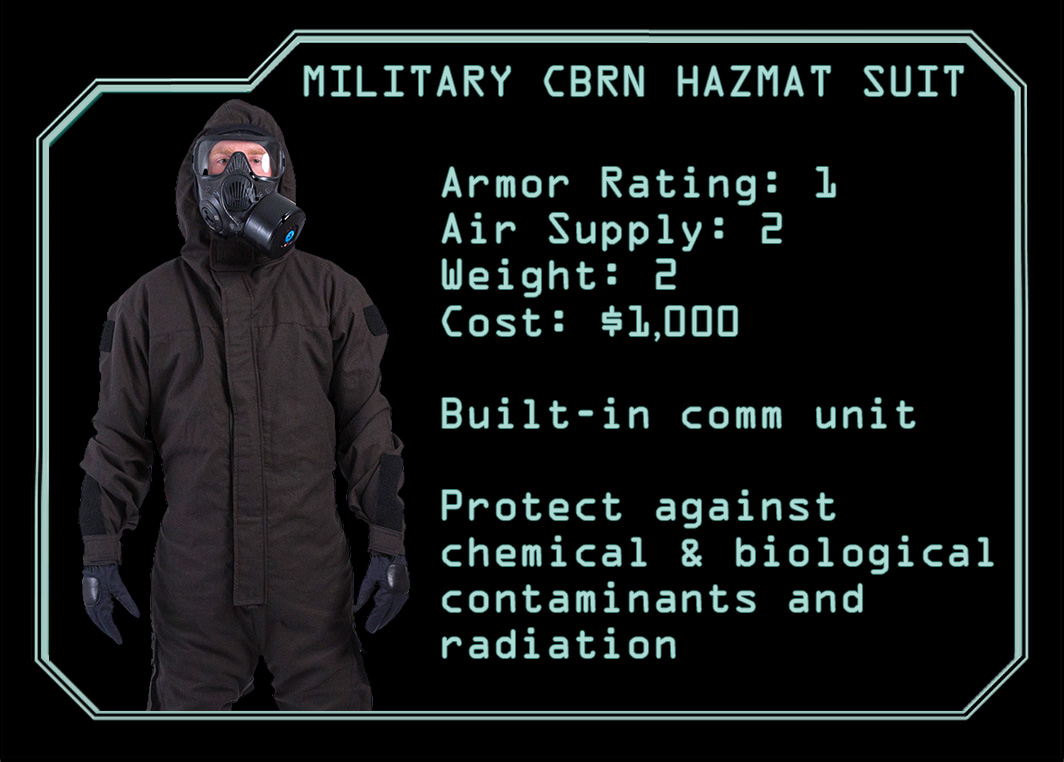 MILITARY CBRN HAZMAT SUIT
Armor Rating: 1
Air Supply: 2
Weight: 2
Cost: $1,000
Built-in comm unit
Protect against
chemical & biological
contaminants and
radiation